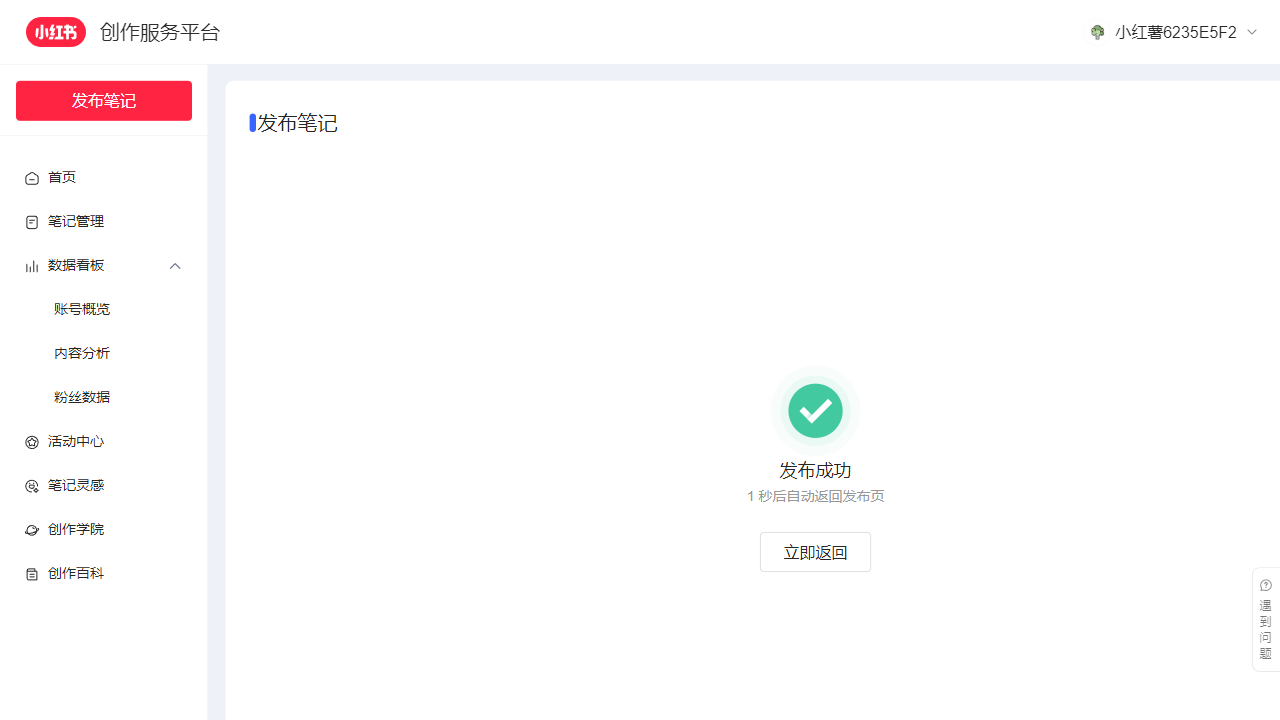 小红书 创作服务平台
小红薯6235E5F2
发布笔记
首页
笔记管理
数据看板
账号概览
内容分析
粉丝数据
活动中心
笔记灵感
创作学院
创作百科
发布笔记
发布成功
1 秒后自动返回发布页
立即返回
遇到问题